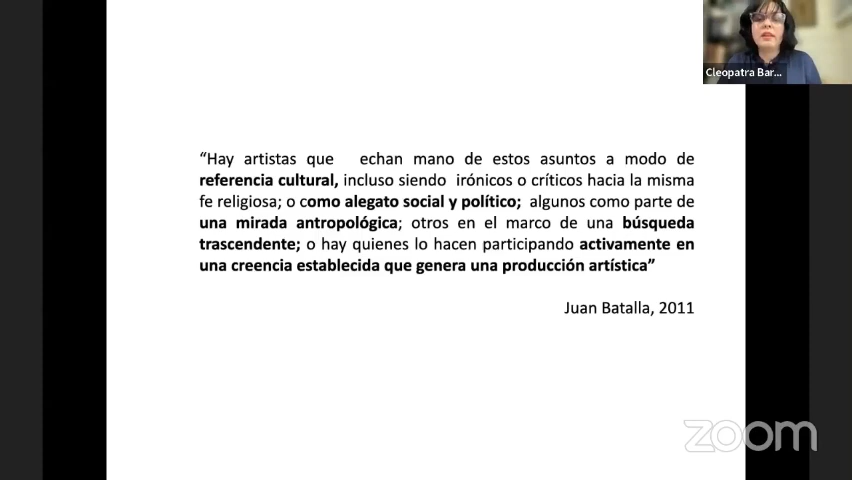 Cleopatra Bar...
“Hay artistas que echan mano de estos asuntos a modo de
referencia cultural, incluso siendo irónicos o críticos hacia la misma
fe religiosa; o como alegato social y político; algunos como parte de
una mirada antropológica; otros en el marco de una búsqueda
trascendente; o hay quienes lo hacen participando activamente en
una creencia establecida que genera una producción artística”
Juan Batalla, 2011
zoom